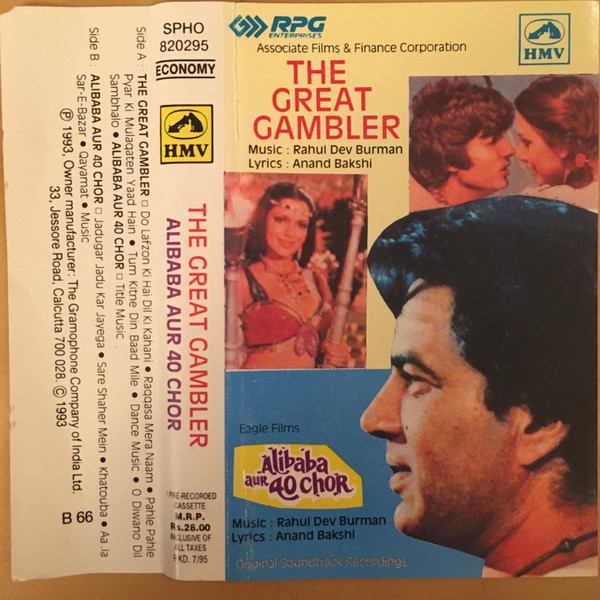 Side A : THE GREAT GAMBLER □ Do Lafzon Ki Hai Dil Ki Kahani ● Raqqasa Mera Naam ● Pahle Pahle
Pyar Ki Mulaqaten Yaad Hain ● Tum Kitne Din Baad Mile ● Dance Music ● O Diwano Dil
Sambhalo ● ALIBABA AUR 40 CHOR □ Title Music
Side B : ALIBABA AUR 40 CHOR □ Jadugar Jadu Kar Jayega ● Sare Shaher Mein ● Khatouba ● Aa Ja
Sar-E-Bazar ● Qayamat ● Music
℗ 1993, Owner manufacturer: The Gramophone Company of India Ltd.
33, Jessore Road, Calcutta 700 028. © 1993
B 66
SPHO
820295
ECONOMY
HMV
THE GREAT GAMBLER
ALIBABA AUR 40 CHOR
PRE-RECORDED
CASSETTE
M.R.P.
Rs.28.00
INCLUSIVE OF
ALL TAXES
PKD. 7/95
RPG
ENTERPRISES
HMV
Associate Films & Finance Corporation
THE
GREAT
GAMBLER
Music : Rahul Dev Burman
Lyrics : Anand Bakshi
Eagle Films
Alibaba
aur 40 chor
Music : Rahul Dev Burman
Lyrics : Anand Bakshi
Original Soundtrack Recordings